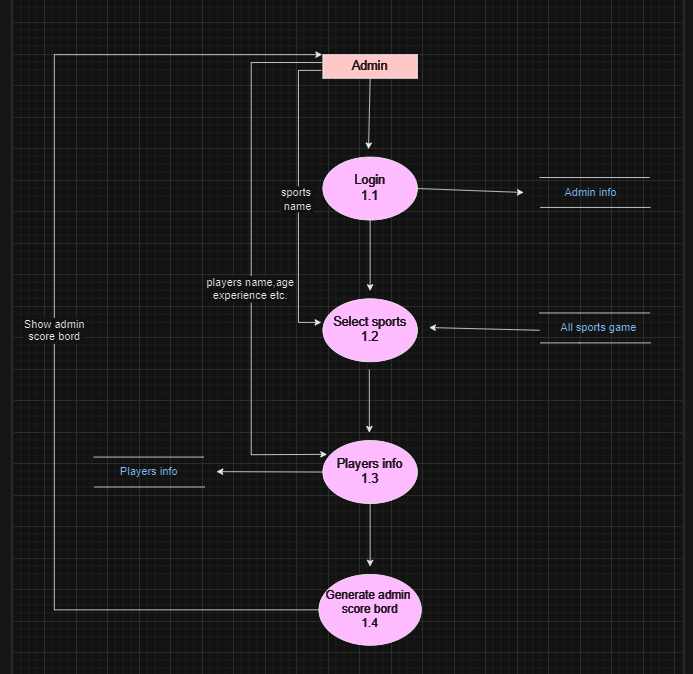 Admin
Login
1.1
Admin info
sports
name
players name,age
experience etc.
Select sports
1.2
All sports game
Show admin
score bord
Players info
1.3
Players info
Generate admin
score bord
1.4